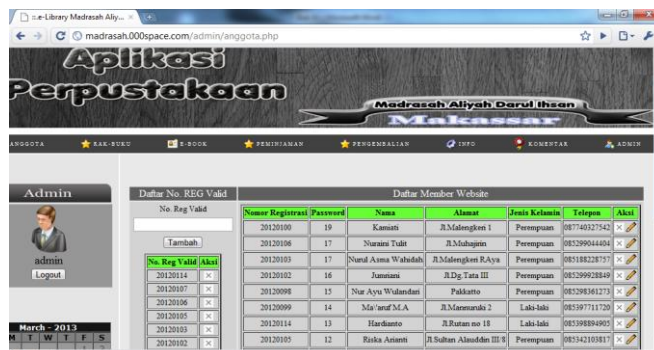 ::.e-Library Madrasah Aliy...
madrasah.000space.com/admin/anggota.php
Aplikasi
Perpustakaan
Madrasah Aliyah Darul Ihsan
Makassar
ANGGOTA RAK-BUKU E-BOOK PEMINJAMAN PENGEMBALIAN INFO KOMENTAR ADMIN
Admin
admin
Logout
March - 2013
M T W T F S
Daftar No. REG Valid
No. Reg Valid
Tambah
No. Reg Valid Aksi
20120114
20120107
20120106
20120105
20120103
20120102
Daftar Member Website
Nomor Registrasi Password Nama Alamat Jenis Kelamin Telepon Aksi
20120100 19 Kamiati Jl.Malengkeri 1 Perempuan 087740327542
20120106 17 Nuraini Tulit Jl.Muhajirin Perempuan 085299044404
20120103 17 Nurul Asma Wahidah Jl.Malengkeri RAya Perempuan 085188228757
20120102 16 Jumriani Jl.Dg.Tata III Perempuan 085299928849
20120098 15 Nur Ayu Wulandari Pakkatto Perempuan 085298361273
20120099 14 Ma\'aruf M.A Jl.Mannuruki 2 Laki-laki 085397711720
20120114 13 Hardianto Jl.Rutan no 18 Laki-laki 085398894905
20120105 12 Riska Arianti Jl.Sultan Alauddin III/8 Perempuan 085342103817